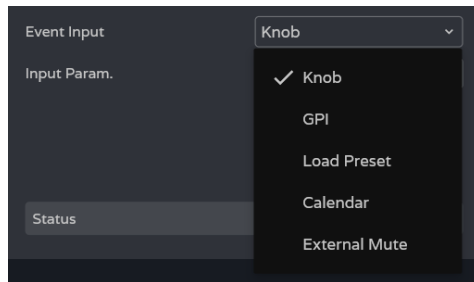 Event Input
Knob
Input Param.
Knob
GPI
Load Preset
Calendar
External Mute
Status